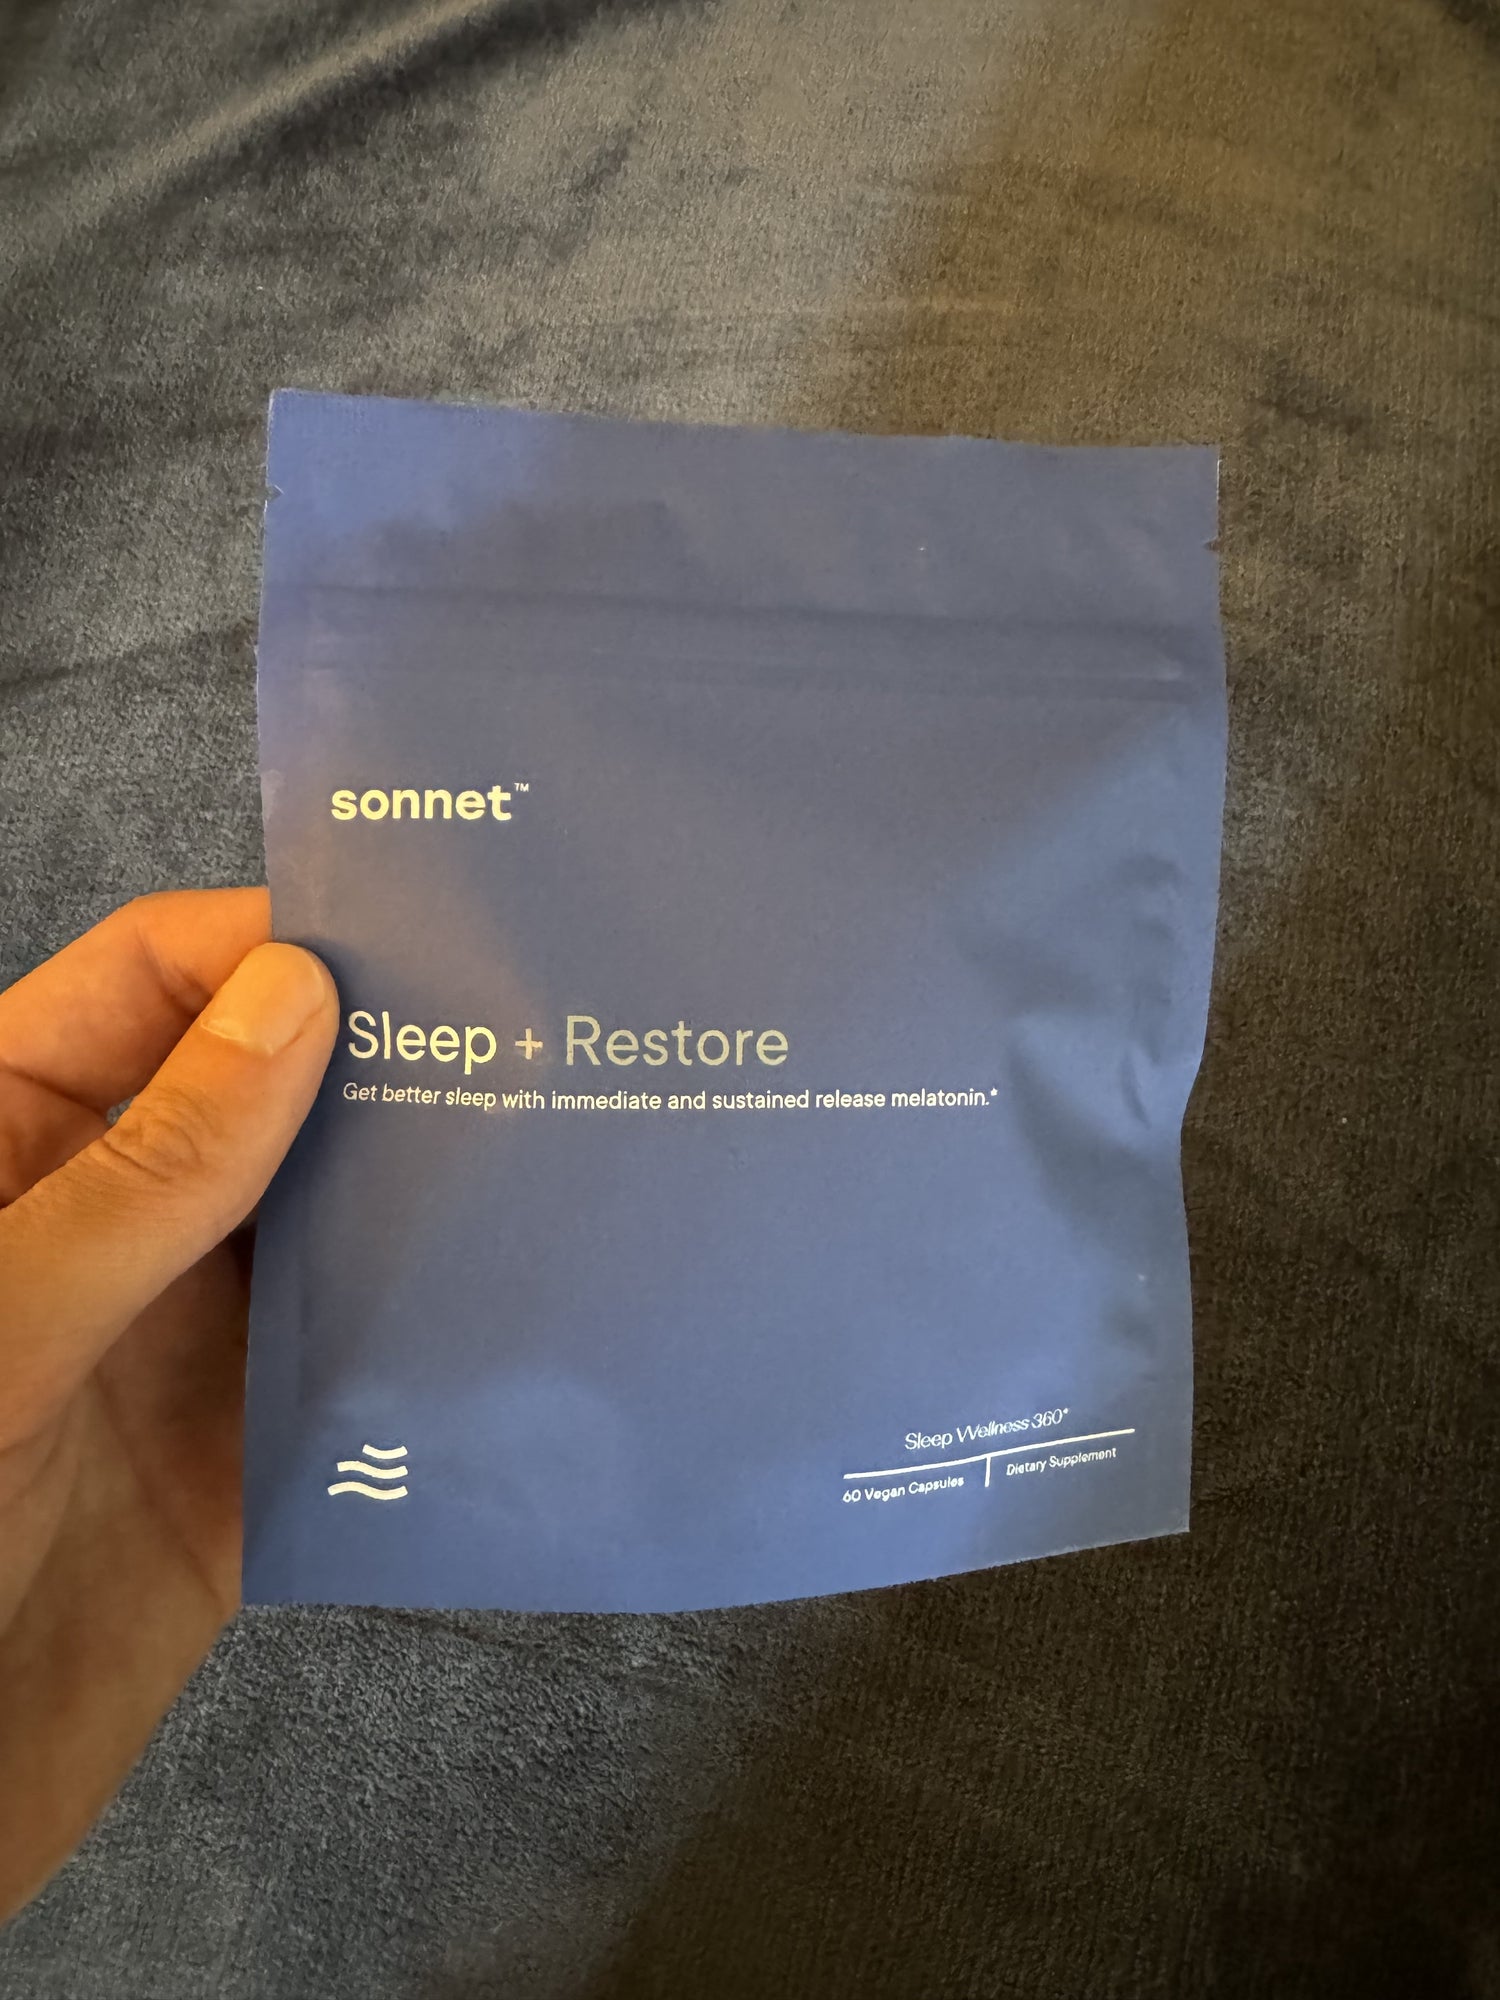 sonnet™
Sleep + Restore
Get better sleep with immediate and sustained release melatonin.*
Sleep Wellness 360*
60 Vegan Capsules
Dietary Supplement